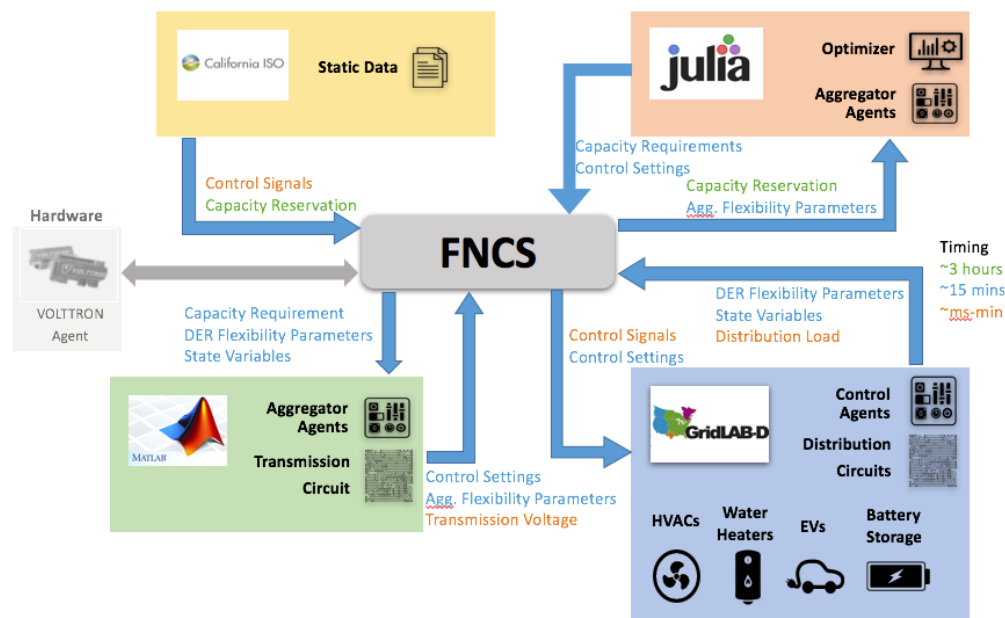 California ISO
Static Data
julia
Optimizer
Aggregator
Agents
Control Signals
Capacity Reservation
Capacity Requirements
Control Settings
Capacity Reservation
Agg. Flexibility Parameters
Hardware
VOLTTRON
VOLTTRON
Agent
FNCS
Timing
~3 hours
~15 mins
~ms-min
Capacity Requirement
DER Flexibility Parameters
State Variables
Control Signals
Control Settings
DER Flexibility Parameters
State Variables
Distribution Load
MATLAB
Aggregator
Agents
Transmission
Circuit
Control Settings
Agg. Flexibility Parameters
Transmission Voltage
GridLAB-D
Control
Agents
Distribution
Circuits
HVACs
Water
Heaters
EVs
Battery
Storage